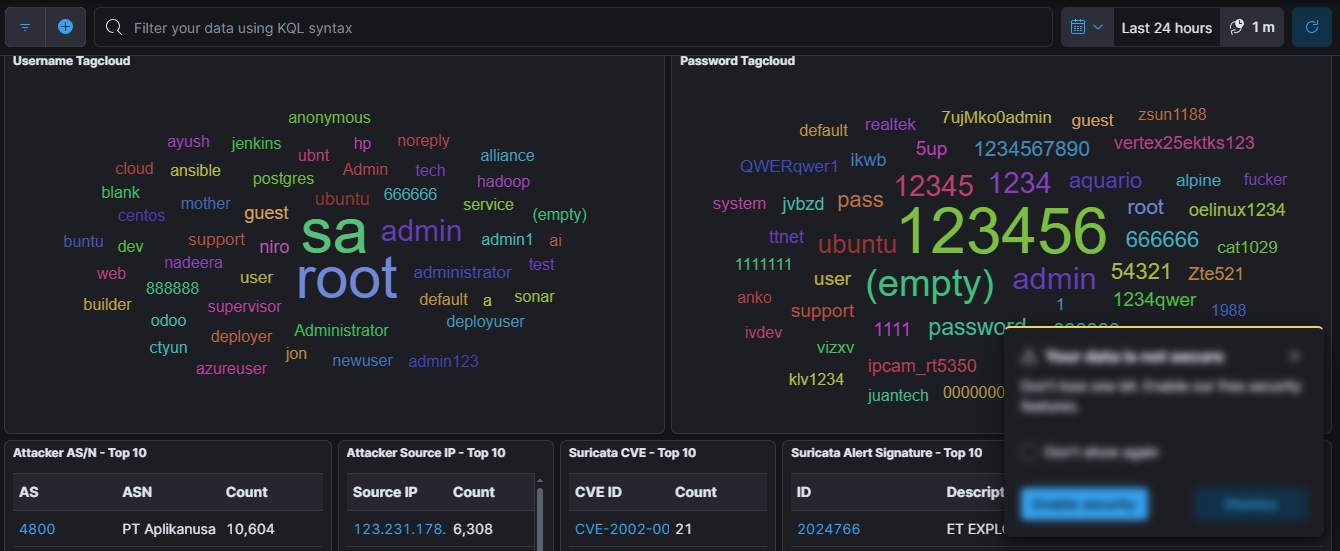 Filter your data using KQL syntax
Last 24 hours
1 m
Username Tagcloud
anonymous
ayush jenkins hp noreply
ubnt alliance
cloud ansible Admin tech
postgres hadoop
blank ubuntu 666666
mother service
centos guest (empty)
sa admin
buntu dev support niro admin1 ai
nadeera
web user root administrator test
888888
builder supervisor default a sonar
odoo deployuser
deployer Administrator
ctyun jon
azureuser newuser admin123
Password Tagcloud
7ujMko0admin zsun1188
default realtek guest
5up 1234567890 vertex25ektks123
QWERqwer1 ikwb
12345 1234 aquario alpine fucker
system jvbzd pass root oelinux1234
123456
ttnet ubuntu 666666 cat1029
1111111 user (empty) admin 54321 Zte521
anko 1 1234qwer
support 1988
ivdev 1111 password
vizxv
ipcam_rt5350
klv1234
juantech 0000000
Your data is not secure
Don't lose one bit. Enable our free security
features.
Don't show again
Enable security Dismiss
Attacker AS/N - Top 10
AS ASN Count
4800 PT Aplikanusa 10,604
Attacker Source IP - Top 10
Source IP Count
123.231.178. 6,308
Suricata CVE - Top 10
CVE ID Count
CVE-2002-00 21
Suricata Alert Signature - Top 10
ID Descript
2024766 ET EXPL